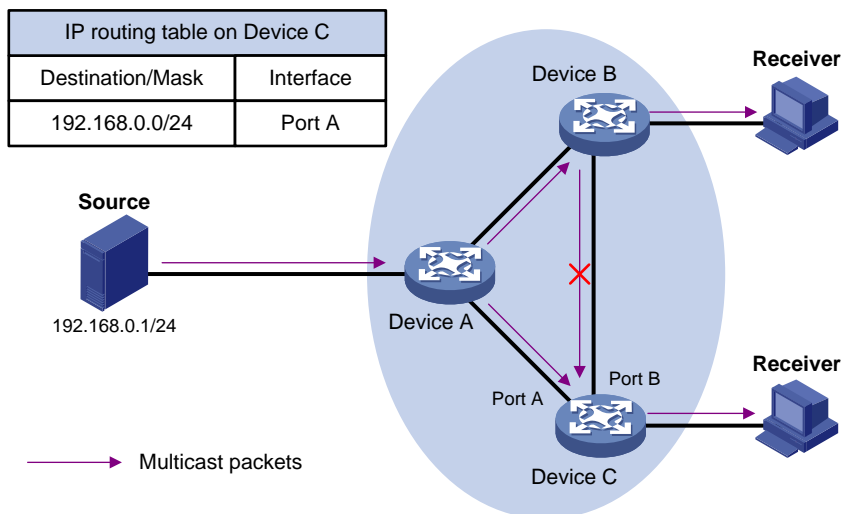 IP routing table on Device C
Destination/Mask Interface
192.168.0.0/24 Port A
Receiver
Device B
Source
192.168.0.1/24
Device A
Receiver
Port B
Port A
Multicast packets
Device C